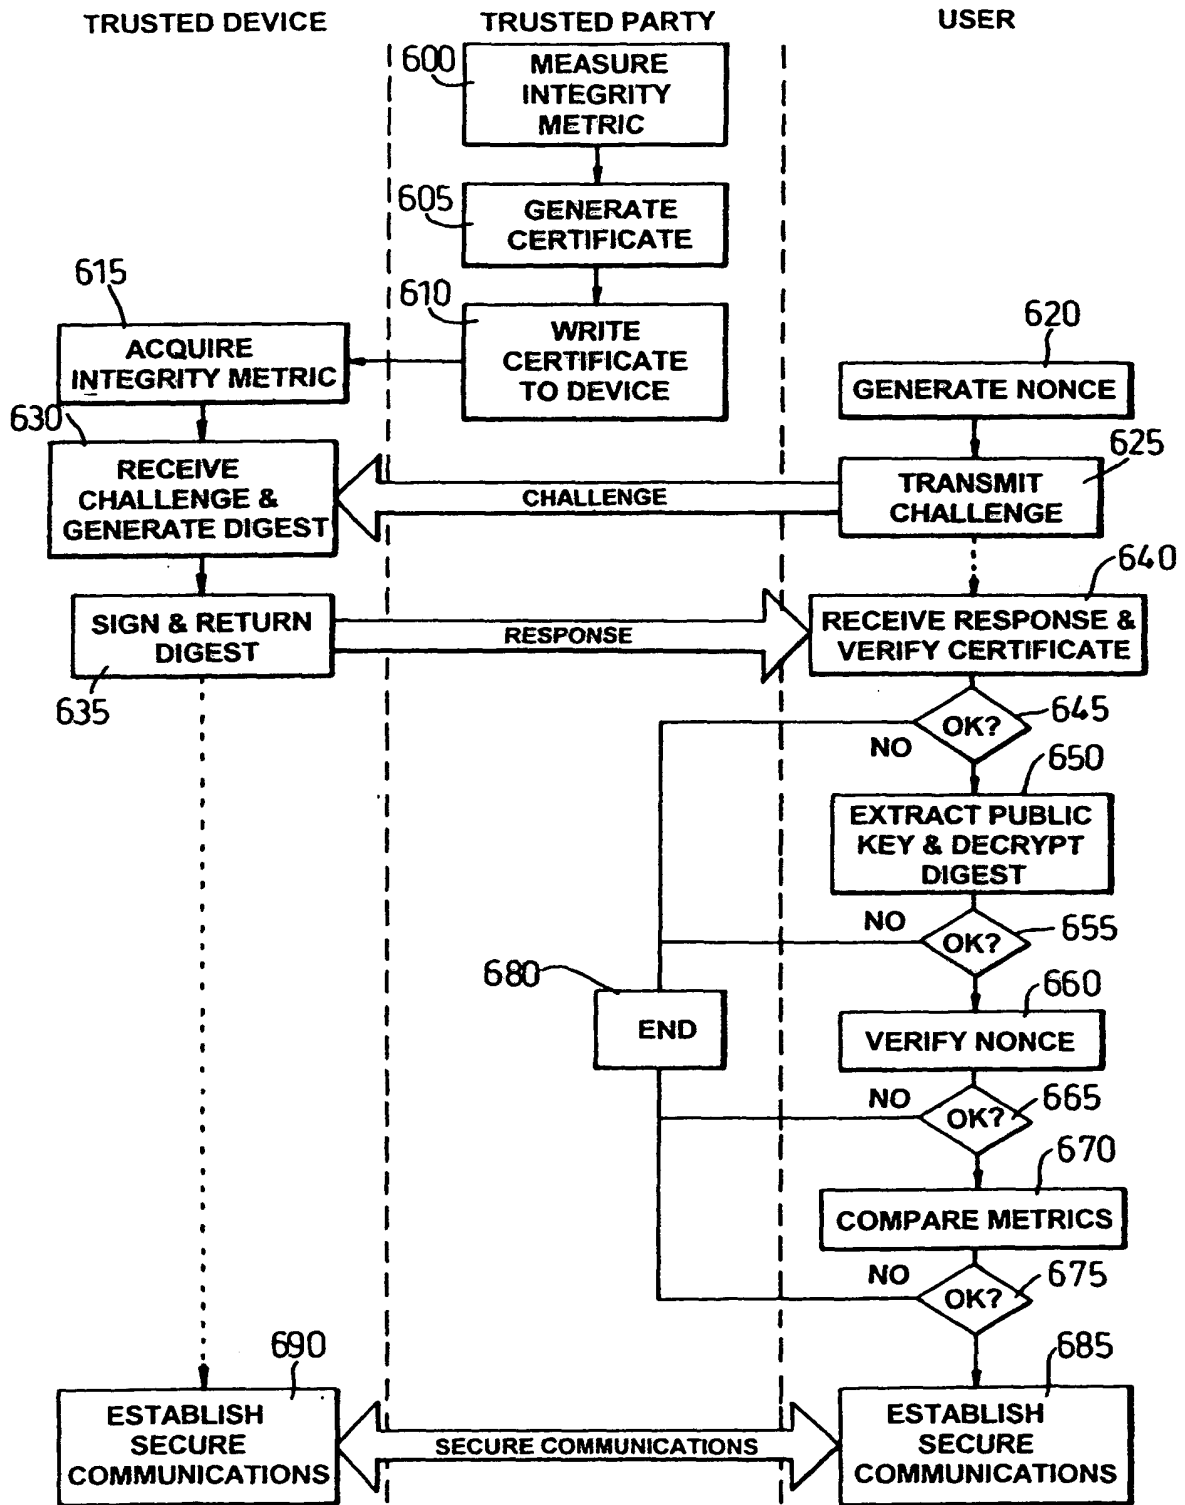 TRUSTED DEVICE
TRUSTED PARTY
USER
600
MEASURE
INTEGRITY
METRIC
605
GENERATE
CERTIFICATE
610
WRITE
CERTIFICATE
TO DEVICE
615
ACQUIRE
INTEGRITY METRIC
620
GENERATE NONCE
630
RECEIVE
CHALLENGE &
GENERATE DIGEST
CHALLENGE
625
TRANSMIT
CHALLENGE
SIGN & RETURN
DIGEST
635
RESPONSE
640
RECEIVE RESPONSE &
VERIFY CERTIFICATE
OK?
645
NO
650
EXTRACT PUBLIC
KEY & DECRYPT
DIGEST
NO
OK?
655
680
END
660
VERIFY NONCE
NO
OK?
665
670
COMPARE METRICS
NO
OK?
675
690
ESTABLISH
SECURE
COMMUNICATIONS
SECURE COMMUNICATIONS
685
ESTABLISH
SECURE
COMMUNICATIONS